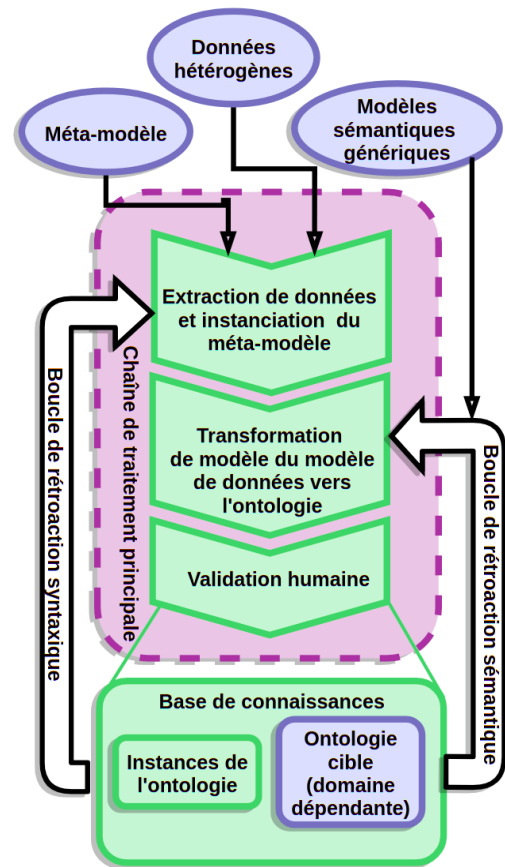 Données
hétérogènes
Méta-modèle
Modèles
sémantiques
génériques
Extraction de données
et instanciation du
méta-modèle
Chaîne de traitement principale
Boucle de rétroaction syntaxique
Transformation
de modèle du modèle
de données vers
l'ontologie
Boucle de rétroaction sémantique
Validation humaine
Base de connaissances
Instances de
l'ontologie
Ontologie
cible
(domaine
dépendante)